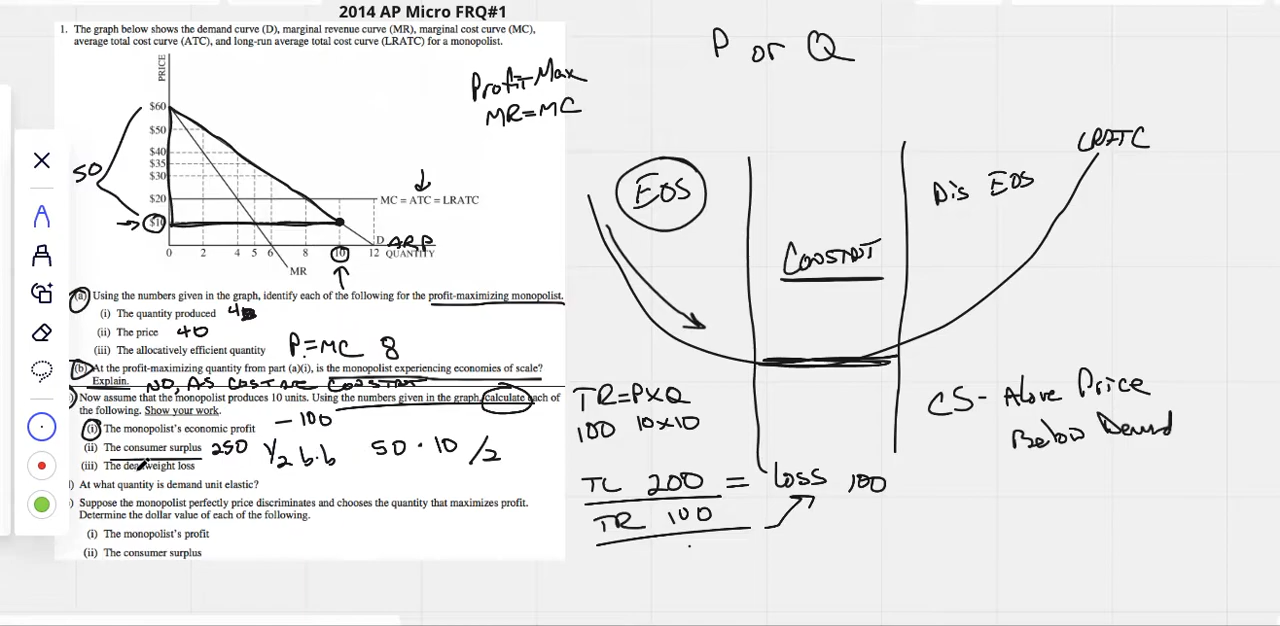 2014 AP Micro FRQ#1
1. The graph below shows the demand curve (D), marginal revenue curve (MR), marginal cost curve (MC),
average total cost curve (ATC), and long-run average total cost curve (LRATC) for a monopolist.
PRICE
$60
$50
$40
$35
$30
$20
$10
50
MC = ATC = LRATC
D ARP
0 2 4 5 6 8 10 12 QUANTITY
MR
Profit Max
MR=MC
(a) Using the numbers given in the graph, identify each of the following for the profit-maximizing monopolist.
(i) The quantity produced 4
(ii) The price 40
(iii) The allocatively efficient quantity P=MC 8
(b) At the profit-maximizing quantity from part (a)(i), is the monopolist experiencing economies of scale?
Explain. NO, AS COST ARE CONSTANT
) Now assume that the monopolist produces 10 units. Using the numbers given in the graph, calculate each of
the following. Show your work.
(i) The monopolist's economic profit -100
(ii) The consumer surplus 250 1/2 b.b 50 · 10 /2
(iii) The deadweight loss
) At what quantity is demand unit elastic?
) Suppose the monopolist perfectly price discriminates and chooses the quantity that maximizes profit.
Determine the dollar value of each of the following.
(i) The monopolist's profit
(ii) The consumer surplus
P or Q
EOS
CONSTANT
Dis EOS
LRATC
TR=PXQ
100 10x10
TC 200 = Loss 100
TR 100
CS- Above Price
Below Demand